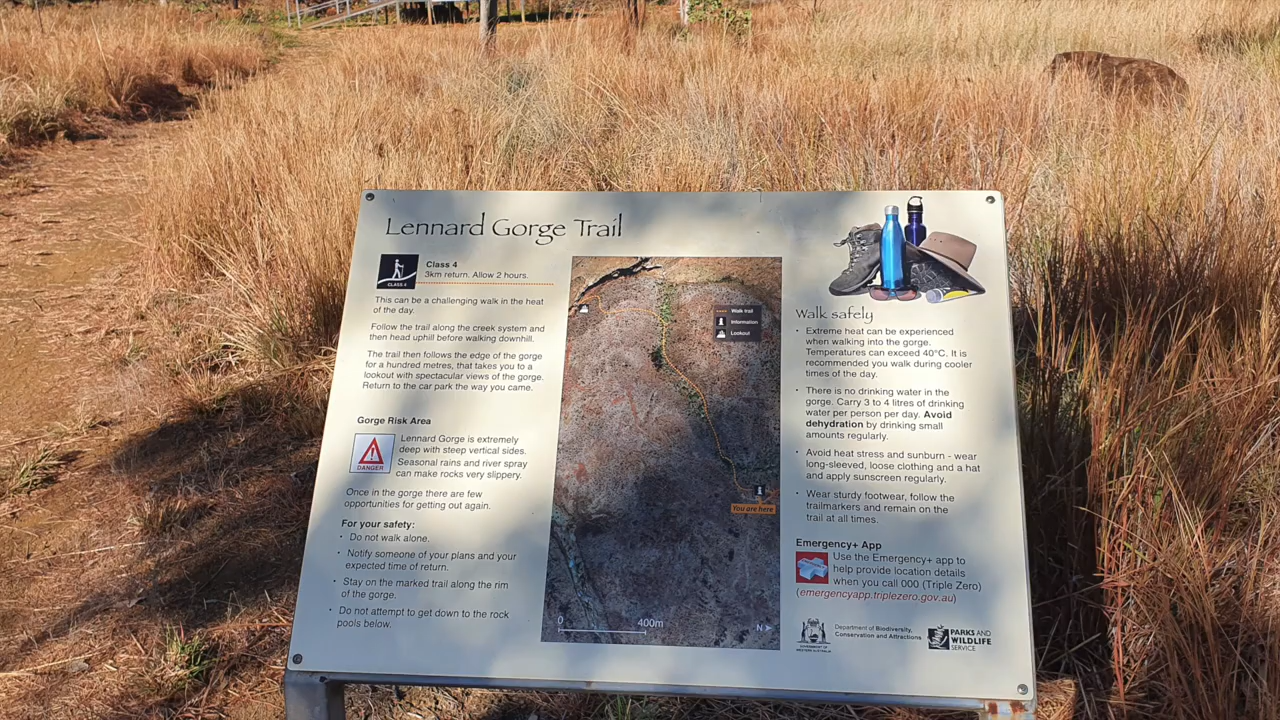 Lennard Gorge Trail
CLASS 4
Class 4
3km return. Allow 2 hours.
This can be a challenging walk in the heat
of the day.
Follow the trail along the creek system and
then head uphill before walking downhill.
The trail then follows the edge of the gorge
for a hundred metres, that takes you to a
lookout with spectacular views of the gorge.
Return to the car park the way you came.
Gorge Risk Area
DANGER
Lennard Gorge is extremely
deep with steep vertical sides.
Seasonal rains and river spray
can make rocks very slippery.
Once in the gorge there are few
opportunities for getting out again.
For your safety:
· Do not walk alone.
· Notify someone of your plans and your
expected time of return.
· Stay on the marked trail along the rim
of the gorge.
· Do not attempt to get down to the rock
pools below.
Walk trail
Information
Lookout
You are here
0 400m
N
Walk safely
· Extreme heat can be experienced
when walking into the gorge.
Temperatures can exceed 40°C. It is
recommended you walk during cooler
times of the day.
· There is no drinking water in the
gorge. Carry 3 to 4 litres of drinking
water per person per day. Avoid
dehydration by drinking small
amounts regularly.
· Avoid heat stress and sunburn - wear
long-sleeved, loose clothing and a hat
and apply sunscreen regularly.
· Wear sturdy footwear, follow the
trailmarkers and remain on the
trail at all times.
Emergency+ App
Use the Emergency+ app to
help provide location details
when you call 000 (Triple Zero)
(emergencyapp.triplezero.gov.au)
GOVERNMENT OF
WESTERN AUSTRALIA
Department of Biodiversity,
Conservation and Attractions
PARKS AND
WILDLIFE
SERVICE